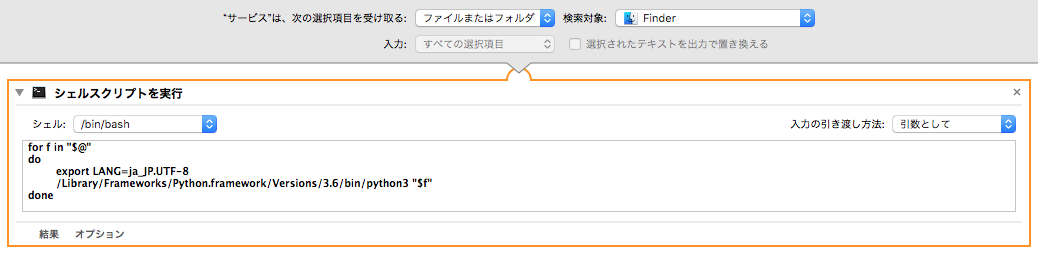 "サービス"は、次の選択項目を受け取る: ファイルまたはフォルダ 検索対象: Finder
入力: すべての選択項目 選択されたテキストを出力で置き換える
シェルスクリプトを実行
シェル: /bin/bash 入力の引き渡し方法: 引数として
for f in "$@"
do
export LANG=ja_JP.UTF-8
/Library/Frameworks/Python.framework/Versions/3.6/bin/python3 "$f"
done
結果 オプション